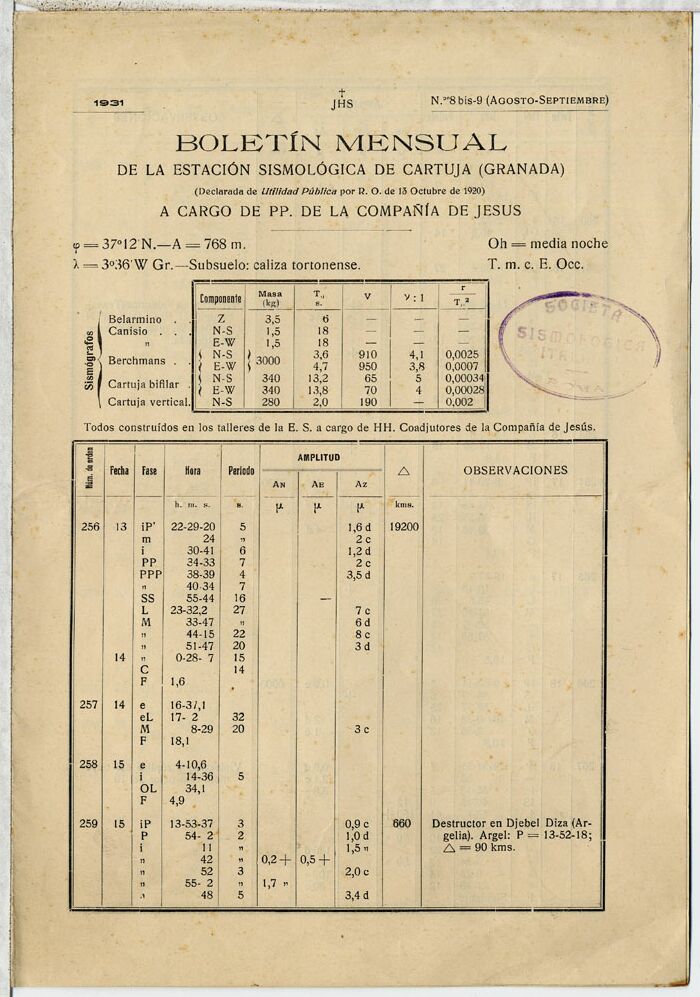 1931
†
JHS
N.os 8 bis-9 (Agosto-Septiembre)
BOLETÍN MENSUAL
DE LA ESTACIÓN SISMOLÓGICA DE CARTUJA (GRANADA)
(Declarada de Utilidad Pública por R. O. de 15 Octubre de 1920)
A CARGO DE PP. DE LA COMPAÑÍA DE JESUS
φ = 37º12' N.—A = 768 m. Oh = media noche
λ = 3º36' W Gr.—Subsuelo: caliza tortonense. T. m. c. E. Occ.
Sismógrafos
Componente Masa (kg) T., s. V ν : 1 r / T.²
Belarmino . . Z 3,5 6 — — —
Canisio . . . N-S 1,5 18 — — —
" E-W 1,5 18 — — —
Berchmans . . N-S 3000 3,6 910 4,1 0,0025
E-W 4,7 950 3,8 0,0007
Cartuja bifilar . N-S 340 13,2 65 5 0,00034
E-W 340 13,8 70 4 0,00028
Cartuja vertical. N-S 280 2,0 190 — 0,002
SOCIETÀ
SISMOLOGICA
ROMA
Todos construídos en los talleres de la E. S. a cargo de HH. Coadjutores de la Compañía de Jesús.
Núm. de orden Fecha Fase Hora Periodo AMPLITUD △ OBSERVACIONES
AN AE AZ
h. m. s. s. μ μ μ kms.
256 13 iP' 22-29-20 5 1,6 d 19200
m 24 " 2 c
i 30-41 6 1,2 d
PP 34-33 7 2 c
PPP 38-39 4 3,5 d
" 40-34 7
SS 55-44 16 —
L 23-32,2 27 7 c
M 33-47 " 6 d
" 44-15 22 8 c
" 51-47 20 3 d
14 " 0-28- 7 15
C 14
F 1,6
257 14 e 16-37,1
eL 17- 2 32
M 8-29 20 3 c
F 18,1
258 15 e 4-10,6
i 14-36 5
OL 34,1
F 4,9
259 15 iP 13-53-37 3 0,9 c 660 Destructor en Djebel Diza (Ar-
P 54- 2 2 1,0 d gelia). Argel: P = 13-52-18;
i 11 " 1,5 " △ = 90 kms.
" 42 " 0,2 + 0,5 +
" 52 3 2,0 c
" 55- 2 " 1,7 "
" 48 5 3,4 d